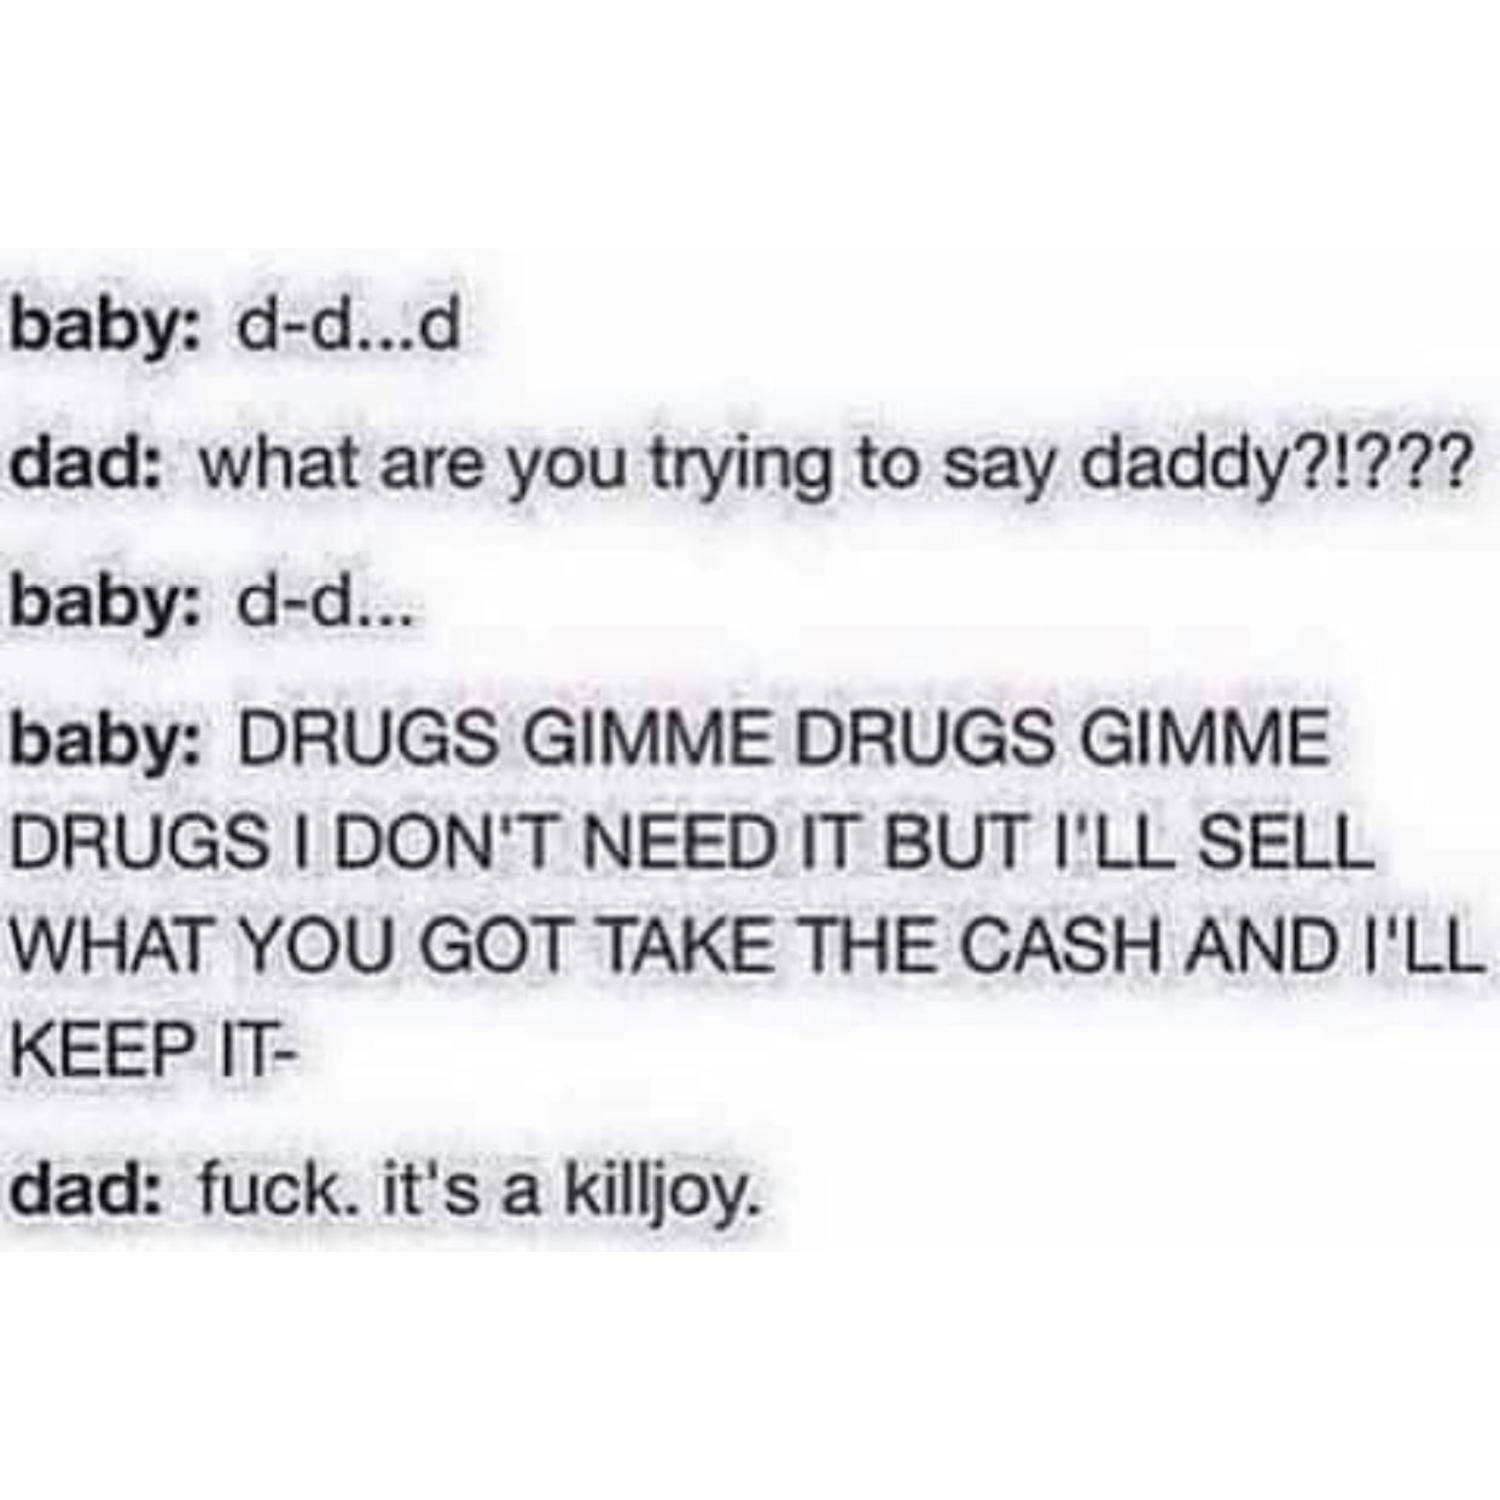 baby: d-d...d
dad: what are you trying to say daddy?!???
baby: d-d...
baby: DRUGS GIMME DRUGS GIMME
DRUGS I DON'T NEED IT BUT I'LL SELL
WHAT YOU GOT TAKE THE CASH AND I'LL
KEEP IT-
dad: fuck. it's a killjoy.